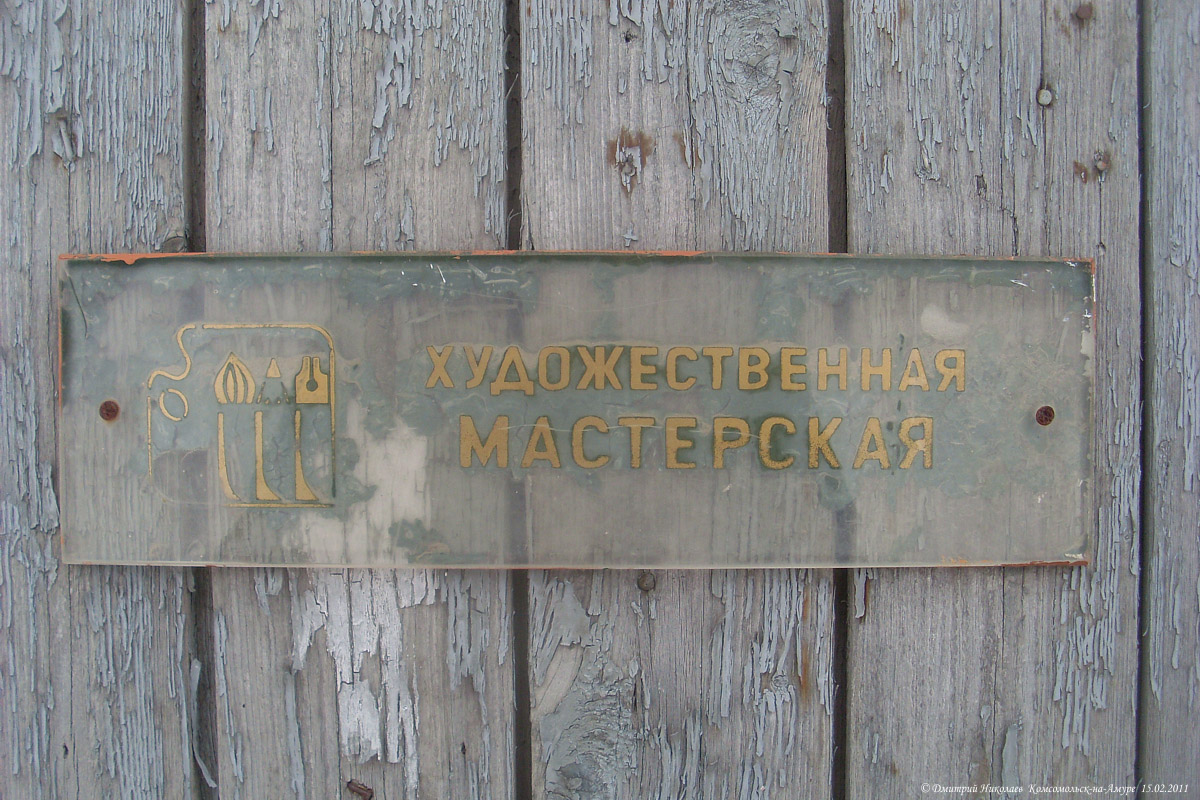 ХУДОЖЕСТВЕННАЯ
МАСТЕРСКАЯ
© Дмитрий Николаев Комсомольск-на-Амуре 15.02.2011